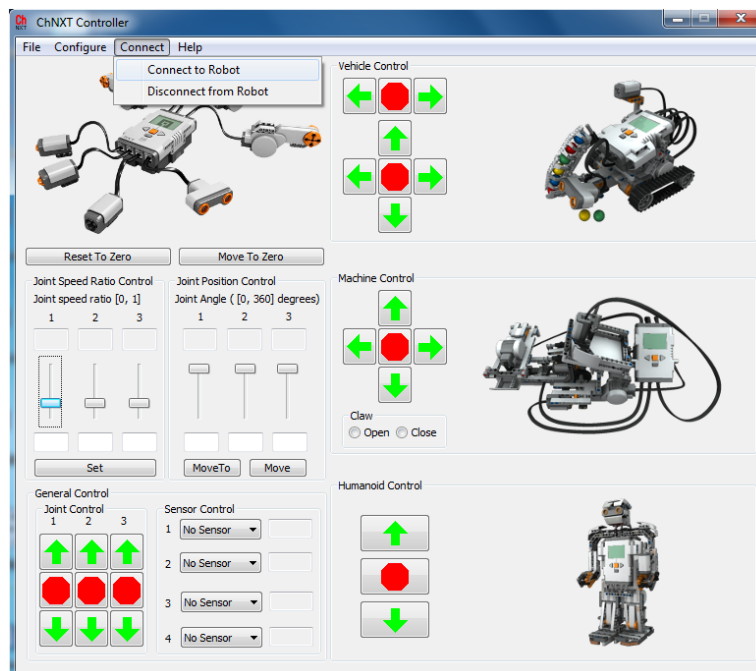 Ch
NXT
ChNXT Controller
File Configure Connect Help
Connect to Robot
Disconnect from Robot
Vehicle Control
Reset To Zero
Move To Zero
Joint Speed Ratio Control
Joint speed ratio [0, 1]
1 2 3
Set
Joint Position Control
Joint Angle ( [0, 360] degrees)
1 2 3
MoveTo
Move
Machine Control
Claw
Open Close
General Control
Joint Control
1 2 3
Sensor Control
1 No Sensor
2 No Sensor
3 No Sensor
4 No Sensor
Humanoid Control